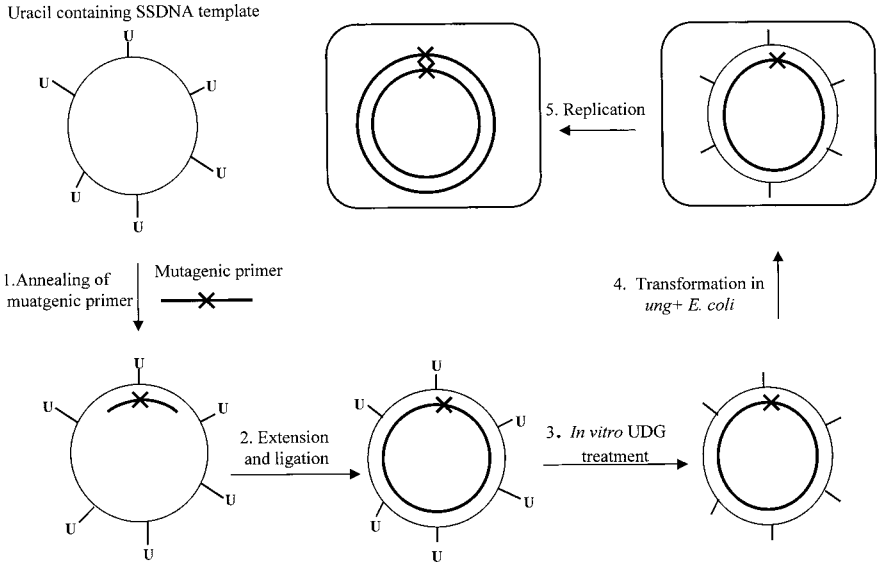 Uracil containing SSDNA template
U
U
U
U
U
U
1.Annealing of
muatgenic primer
Mutagenic primer
U
U
U
U
U
U
2. Extension
and ligation
U
U
U
U
U
U
3. In vitro UDG
treatment
4. Transformation in
ung+ E. coli
5. Replication